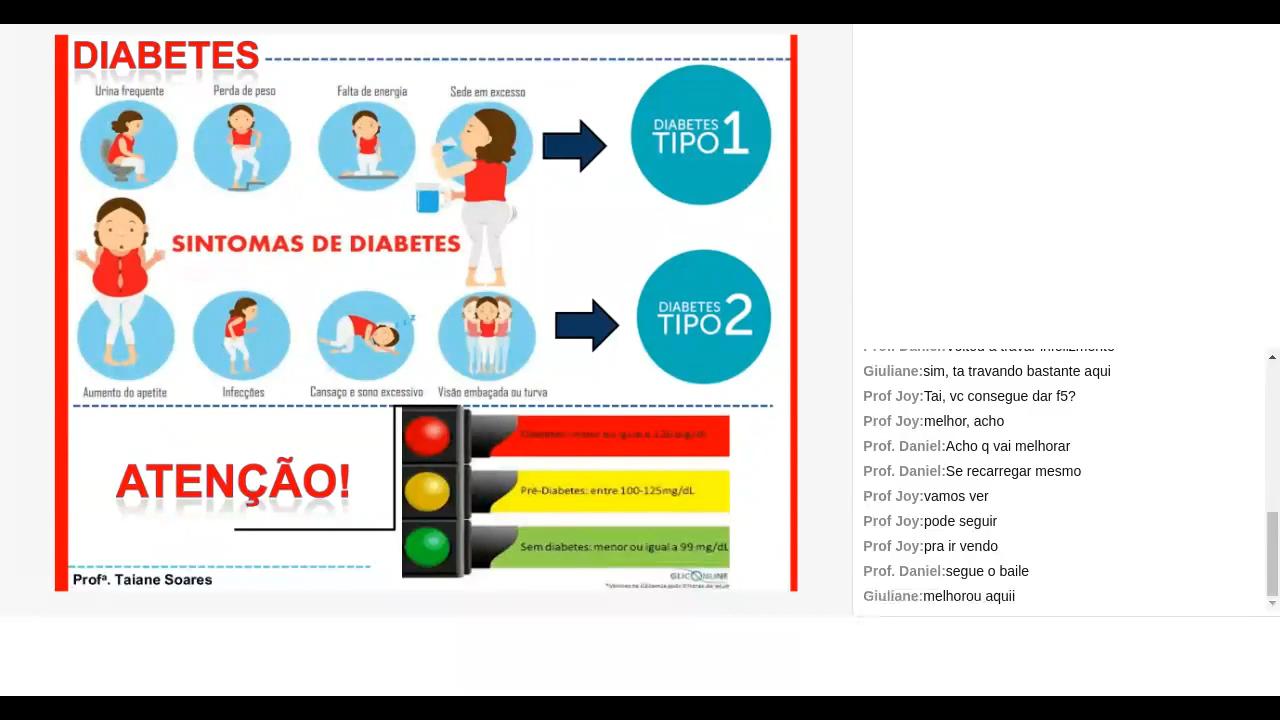 DIABETES
Urina frequente
Perda de peso
Falta de energia
Sede em excesso
DIABETES
TIPO 1
SINTOMAS DE DIABETES
DIABETES
TIPO 2
Aumento do apetite
Infecções
Cansaço e sono excessivo
Visão embaçada ou turva
ATENÇÃO!
Pré-Diabetes: entre 100-125mg/dL
Sem diabetes: menor ou igual a 99 mg/dL
GLICONLINE
Profª. Taiane Soares
Giuliane:sim, ta travando bastante aqui
Prof Joy:Tai, vc consegue dar f5?
Prof Joy:melhor, acho
Prof. Daniel:Acho q vai melhorar
Prof. Daniel:Se recarregar mesmo
Prof Joy:vamos ver
Prof Joy:pode seguir
Prof Joy:pra ir vendo
Prof. Daniel:segue o baile
Giuliane:melhorou aquii